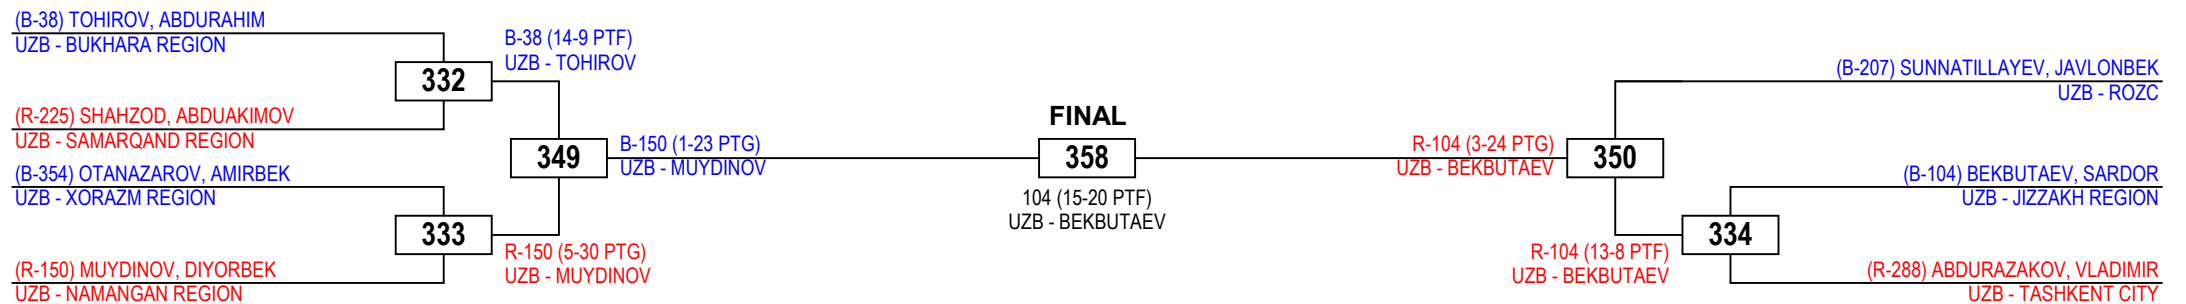 (B-38) TOHIROV, ABDURAHIM
UZB - BUKHARA REGION
332
(R-225) SHAHZOD, ABDUAKIMOV
UZB - SAMARQAND REGION
(B-354) OTANAZAROV, AMIRBEK
UZB - XORAZM REGION
333
(R-150) MUYDINOV, DIYORBEK
UZB - NAMANGAN REGION
B-38 (14-9 PTF)
UZB - TOHIROV
349
R-150 (5-30 PTG)
UZB - MUYDINOV
B-150 (1-23 PTG)
UZB - MUYDINOV
FINAL
358
104 (15-20 PTF)
UZB - BEKBUTAEV
R-104 (3-24 PTG)
UZB - BEKBUTAEV
350
R-104 (13-8 PTF)
UZB - BEKBUTAEV
(B-207) SUNNATILLAYEV, JAVLONBEK
UZB - ROZC
(B-104) BEKBUTAEV, SARDOR
UZB - JIZZAKH REGION
334
(R-288) ABDURAZAKOV, VLADIMIR
UZB - TASHKENT CITY